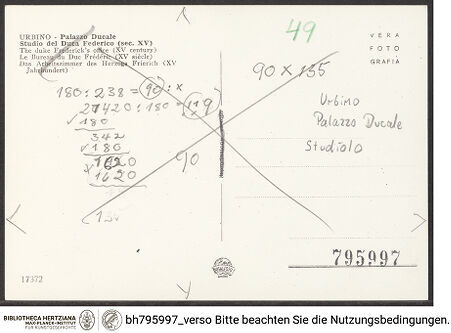 URBINO - Palazzo Ducale
Studio del Duca Federico (sec. XV)
The duke Frederick's office (XV century)
Le Bureau du Duc Frédéric (XV siècle)
Das Arbeitszimmer des Herzigs Frierich (XV
Jahrhundert)
49
VERA
FOTO
GRAFIA
90 x 135
180 : 238 = 90 : x
21420 : 180 = 119
180
342
180
1620
1620
90
Urbino
Palazzo Ducale
Studiolo
795997
17372
BIBLIOTHECA HERTZIANA
MAX-PLANCK-INSTITUT
FÜR KUNSTGESCHICHTE
bh795997_verso Bitte beachten Sie die Nutzungsbedingungen.